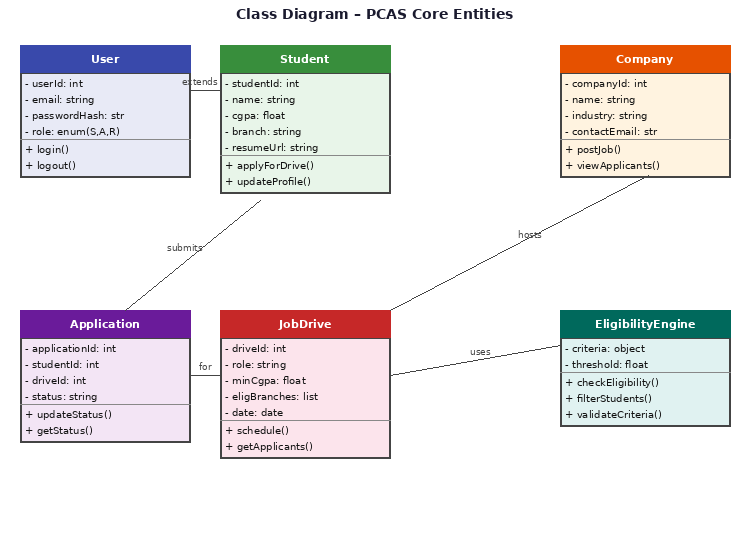 Class Diagram – PCAS Core Entities
User
- userId: int
- email: string
- passwordHash: str
- role: enum(S,A,R)
+ login()
+ logout()
extends
Student
- studentId: int
- name: string
- cgpa: float
- branch: string
- resumeUrl: string
+ applyForDrive()
+ updateProfile()
Company
- companyId: int
- name: string
- industry: string
- contactEmail: str
+ postJob()
+ viewApplicants()
submits
hosts
Application
- applicationId: int
- studentId: int
- driveId: int
- status: string
+ updateStatus()
+ getStatus()
for
JobDrive
- driveId: int
- role: string
- minCgpa: float
- eligBranches: list
- date: date
+ schedule()
+ getApplicants()
uses
EligibilityEngine
- criteria: object
- threshold: float
+ checkEligibility()
+ filterStudents()
+ validateCriteria()